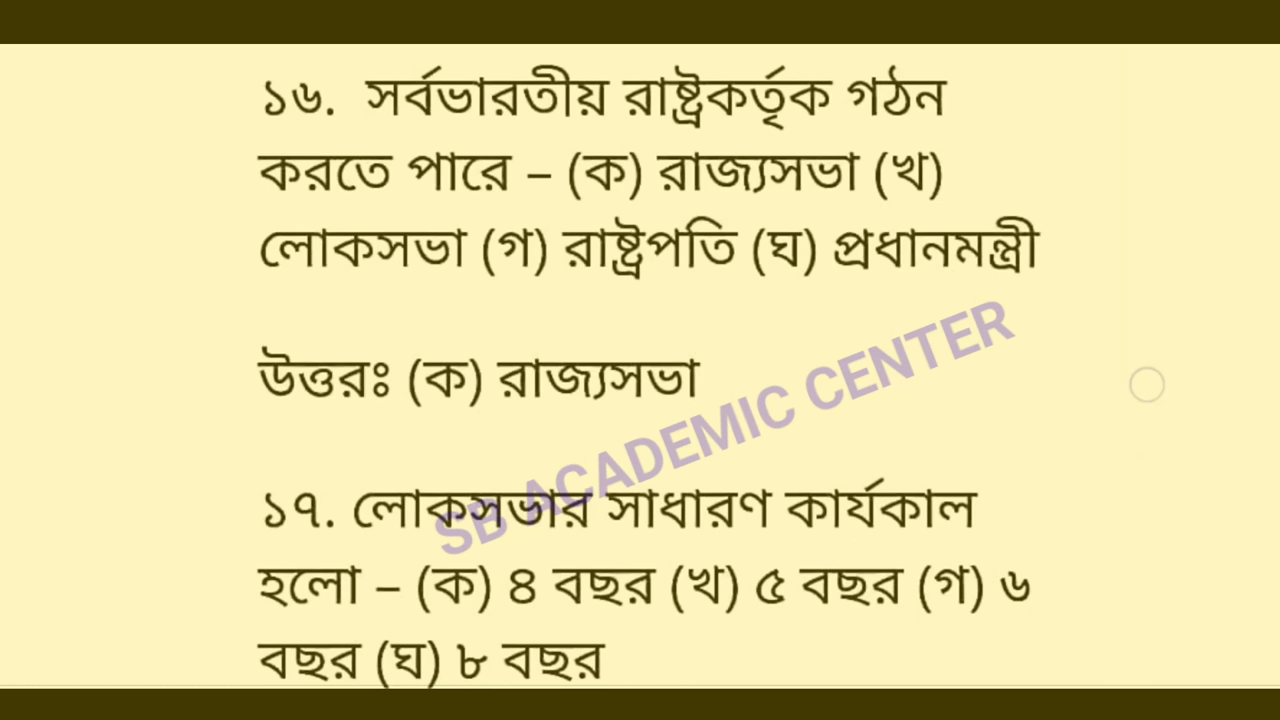 ১৬. সর্বভারতীয় রাষ্ট্রকর্তৃক গঠন
করতে পারে – (ক) রাজ্যসভা (খ)
লোকসভা (গ) রাষ্ট্রপতি (ঘ) প্রধানমন্ত্রী
উত্তরঃ (ক) রাজ্যসভা
SB ACADEMIC CENTER
১৭. লোকসভার সাধারণ কার্যকাল
হলো – (ক) ৪ বছর (খ) ৫ বছর (গ) ৬
বছর (ঘ) ৮ বছর